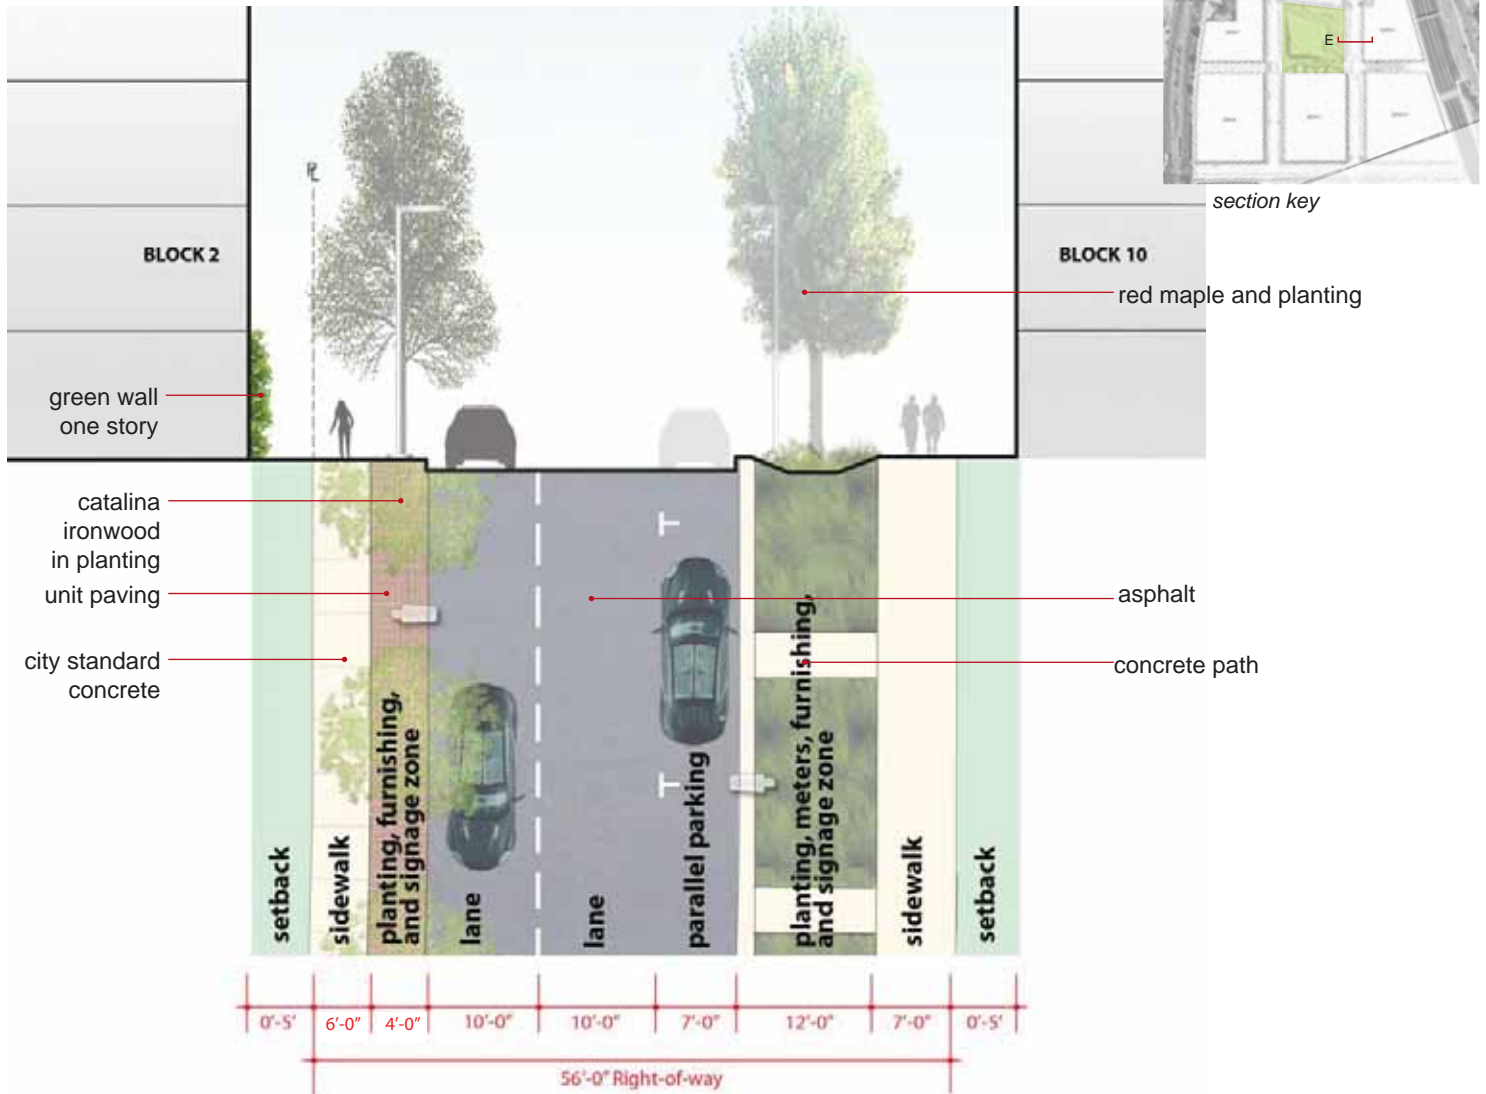 E
section key
℄
BLOCK 2
BLOCK 10
red maple and planting
green wall
one story
catalina
ironwood
in planting
unit paving
city standard
concrete
asphalt
concrete path
T
T
setback
sidewalk
planting, furnishing,
and signage zone
lane
lane
parallel parking
planting, meters, furnishing,
and signage zone
sidewalk
setback
0'-5'
6'-0"
4'-0"
10'-0"
10'-0"
7'-0"
12'-0"
7'-0"
0'-5'
56'-0" Right-of-way